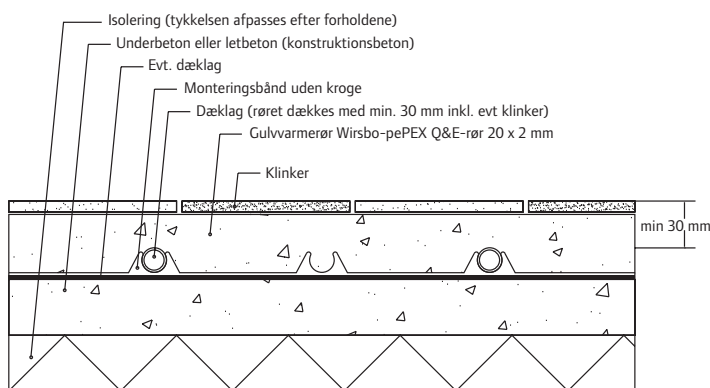 Isolering (tykkelsen afpasses efter forholdene)
Underbeton eller letbeton (konstruktionsbeton)
Evt. dæklag
Monteringsbånd uden kroge
Dæklag (røret dækkes med min. 30 mm inkl. evt klinker)
Gulvvarmerør Wirsbo-pePEX Q&E-rør 20 x 2 mm
Klinker
min 30 mm